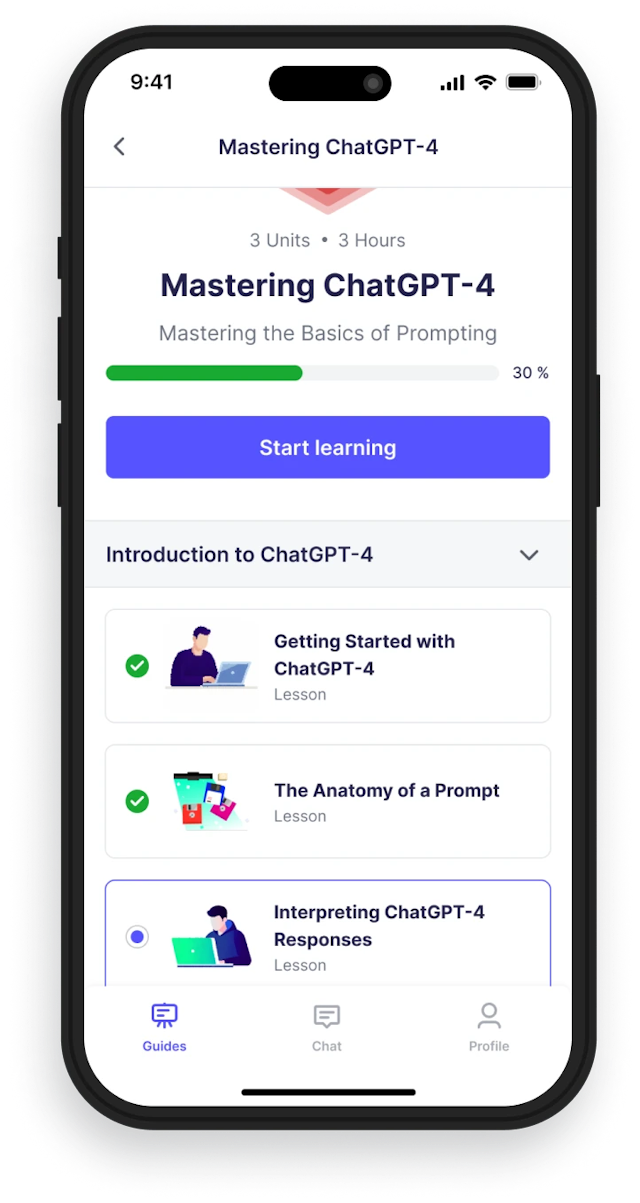 9:41
Mastering ChatGPT-4
3 Units • 3 Hours
Mastering ChatGPT-4
Mastering the Basics of Prompting
30 %
Start learning
Introduction to ChatGPT-4
Getting Started with
ChatGPT-4
Lesson
The Anatomy of a Prompt
Lesson
Interpreting ChatGPT-4
Responses
Lesson
Guides
Chat
Profile